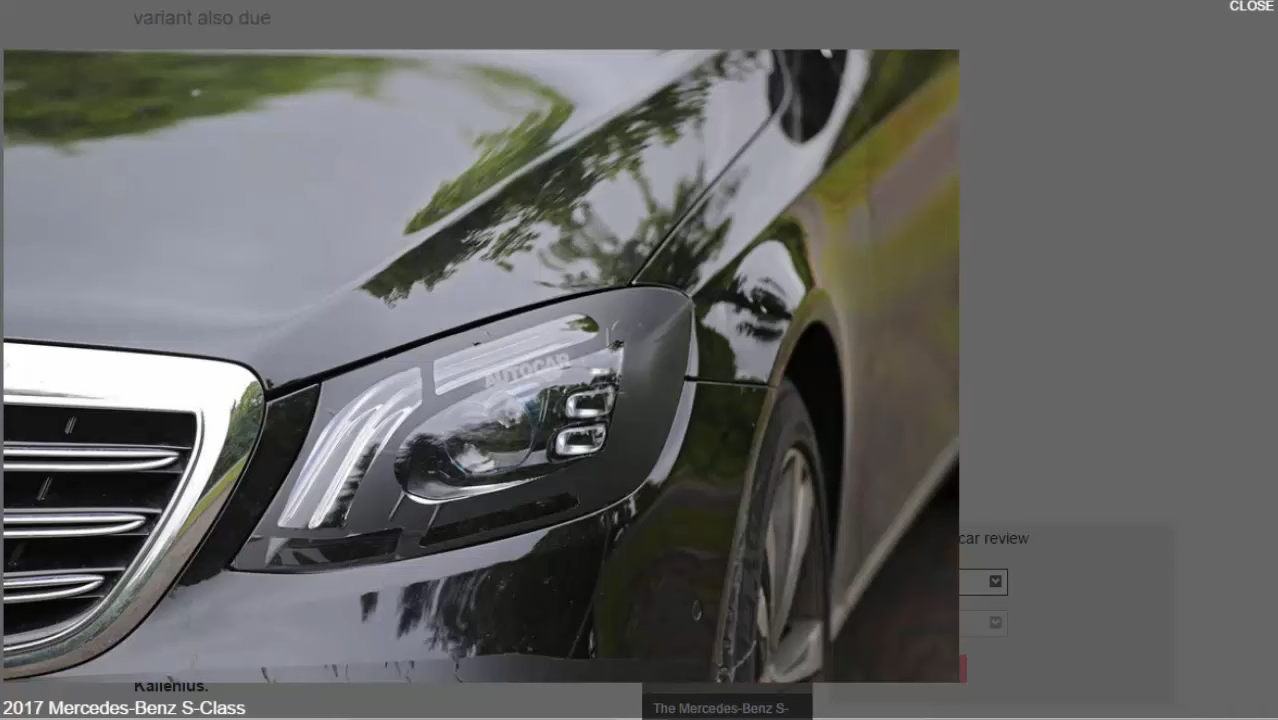 variant also due
CLOSE
AUTOCAR
car review
Kallenius.
2017 Mercedes-Benz S-Class
The Mercedes-Benz S-